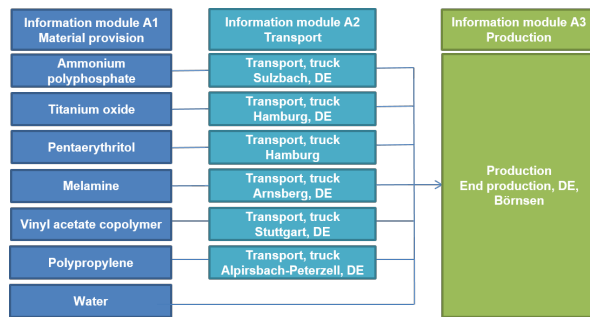 Information module A1
Material provision
Information module A2
Transport
Information module A3
Production
Ammonium
polyphosphate
Transport, truck
Sulzbach, DE
Titanium oxide
Transport, truck
Hamburg, DE
Pentaerythritol
Transport, truck
Hamburg
Melamine
Transport, truck
Arnsberg, DE
Vinyl acetate copolymer
Transport, truck
Stuttgart, DE
Polypropylene
Transport, truck
Alpirsbach-Peterzell, DE
Water
Production
End production, DE,
Börnsen